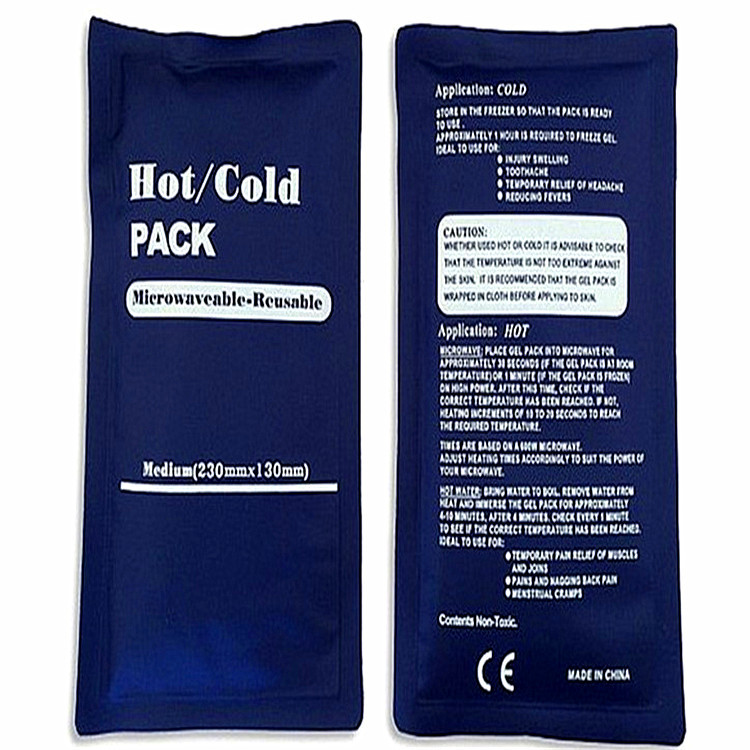 Hot/Cold
PACK
Microwaveable-Reusable
Medium(230mmx130mm)
Application: COLD
STORE IN THE FREEZER SO THAT THE PACK IS READY
TO USE .
APPROXIMATELY 1 HOUR IS REQUIRED TO FREEZE GEL.
IDEAL TO USE FOR:
● INJURY SWELLING
● TOOTHACHE
● TEMPORARY RELIEF OF HEADACHE
● REDUCING FEVERS
CAUTION:
WHETHER USED HOT OR COLD IT IS ADVISABLE TO CHECK
THAT THE TEMPERATURE IS NOT TOO EXTREME AGAINST
THE SKIN. IT IS RECOMMENDED THAT THE GEL PACK IS
WRAPPED IN CLOTH BEFORE APPLYING TO SKIN.
Application: HOT
MICROWAVE: PLACE GEL PACK INTO MICROWAVE FOR
APPROXIMATELY 30 SECONDS (IF THE GEL PACK IS AT ROOM
TEMPERATURE) OR 1 MINUTE (IF THE GEL PACK IS FROZEN)
ON HIGH POWER. AFTER THIS TIME, CHECK IF THE
CORRECT TEMPERATURE HAS BEEN REACHED. IF NOT,
HEATING INCREMENTS OF 10 TO 20 SECONDS TO REACH
THE REQUIRED TEMPERATURE.
TIMES ARE BASED ON A 600W MICROWAVE.
ADJUST HEATING TIMES ACCORDINGLY TO SUIT THE POWER OF
YOUR MICROWAVE.
HOT WATER: BRING WATER TO BOIL. REMOVE WATER FROM
HEAT AND IMMERSE THE GEL PACK FOR APPROXIMATELY
4-10 MINUTES, AFTER 4 MINUTES. CHECK EVERY 1 MINUTE
TO SEE IF THE CORRECT TEMPERATURE HAS BEEN REACHED.
IDEAL TO USE FOR:
● TEMPORARY PAIN RELIEF OF MUSCLES
AND JOINS
● PAINS AND NAGGING BACK PAIN
● MENSTRUAL CRAMPS
Contents Non-Toxic.
CE
MADE IN CHINA